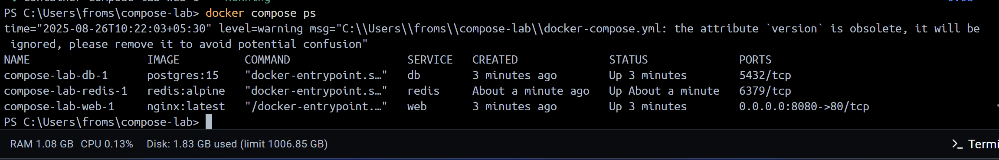 PS C:\Users\froms\compose-lab> docker compose ps
time="2025-08-26T10:22:03+05:30" level=warning msg="C:\\Users\\froms\\compose-lab\\docker-compose.yml: the attribute `version` is obsolete, it will be
 ignored, please remove it to avoid potential confusion"
NAME IMAGE COMMAND SERVICE CREATED STATUS PORTS
compose-lab-db-1 postgres:15 "docker-entrypoint.s…" db 3 minutes ago Up 3 minutes 5432/tcp
compose-lab-redis-1 redis:alpine "docker-entrypoint.s…" redis About a minute ago Up About a minute 6379/tcp
compose-lab-web-1 nginx:latest "/docker-entrypoint.…" web 3 minutes ago Up 3 minutes 0.0.0.0:8080->80/tcp
PS C:\Users\froms\compose-lab>
RAM 1.08 GB CPU 0.13% Disk: 1.83 GB used (limit 1006.85 GB) >_ Termi